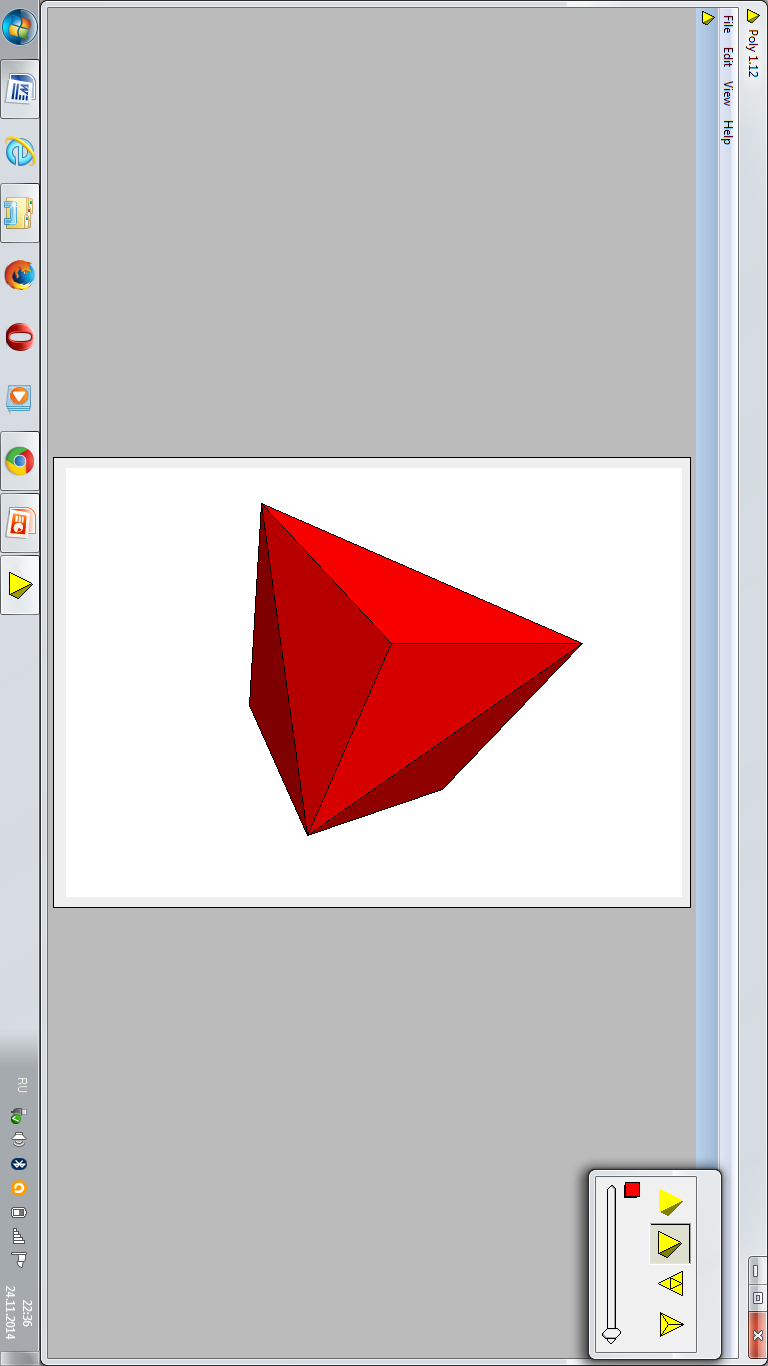 Poly 1.12
File Edit View Help
RU
22:36
24.11.2014